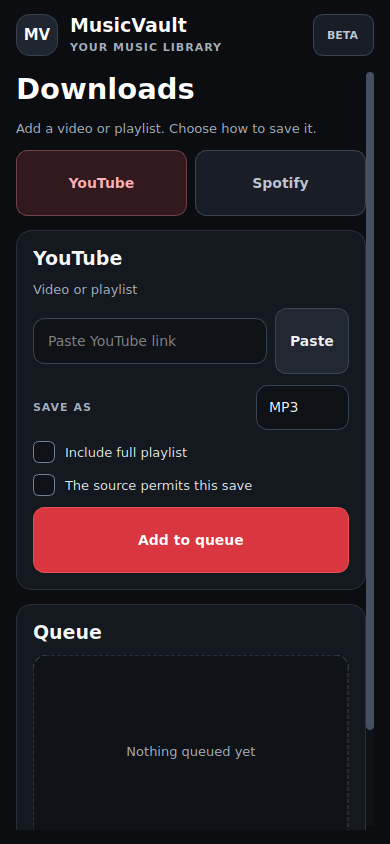 MV
MusicVault
YOUR MUSIC LIBRARY
BETA
Downloads
Add a video or playlist. Choose how to save it.
YouTube
Spotify
YouTube
Video or playlist
Paste YouTube link
Paste
SAVE AS
MP3
Include full playlist
The source permits this save
Add to queue
Queue
Nothing queued yet